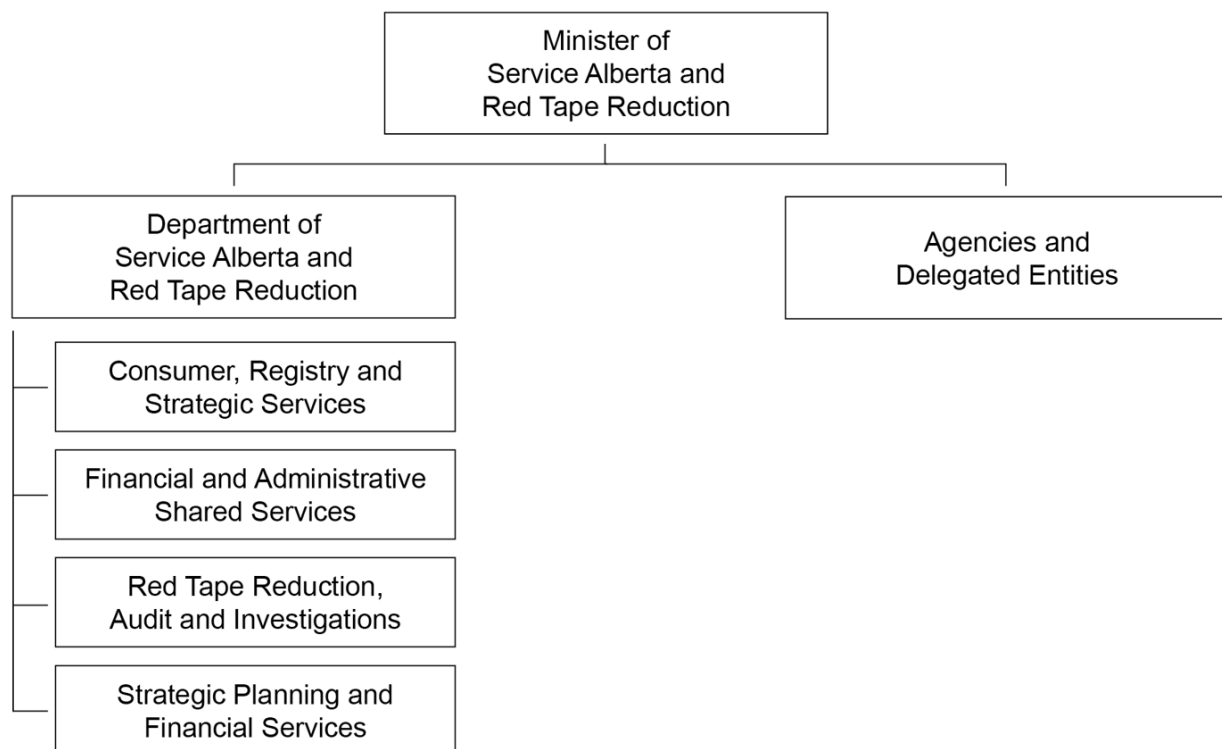 Minister of
Service Alberta and
Red Tape Reduction
Department of
Service Alberta and
Red Tape Reduction
Agencies and
Delegated Entities
Consumer, Registry and
Strategic Services
Financial and Administrative
Shared Services
Red Tape Reduction,
Audit and Investigations
Strategic Planning and
Financial Services